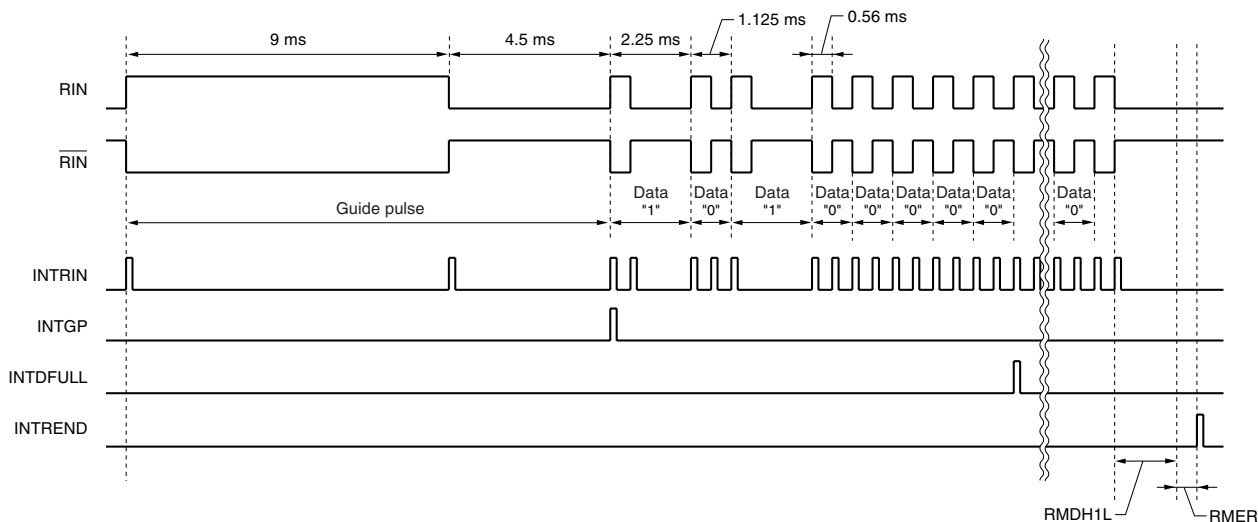 9 ms
4.5 ms
2.25 ms
1.125 ms
0.56 ms
RIN
RIN
Guide pulse
Data "1"
Data "0"
Data "1"
Data "0"
Data "0"
Data "0"
Data "0"
Data "0"
Data "0"
INTRIN
INTGP
INTDFULL
INTREND
RMDH1L
RMER